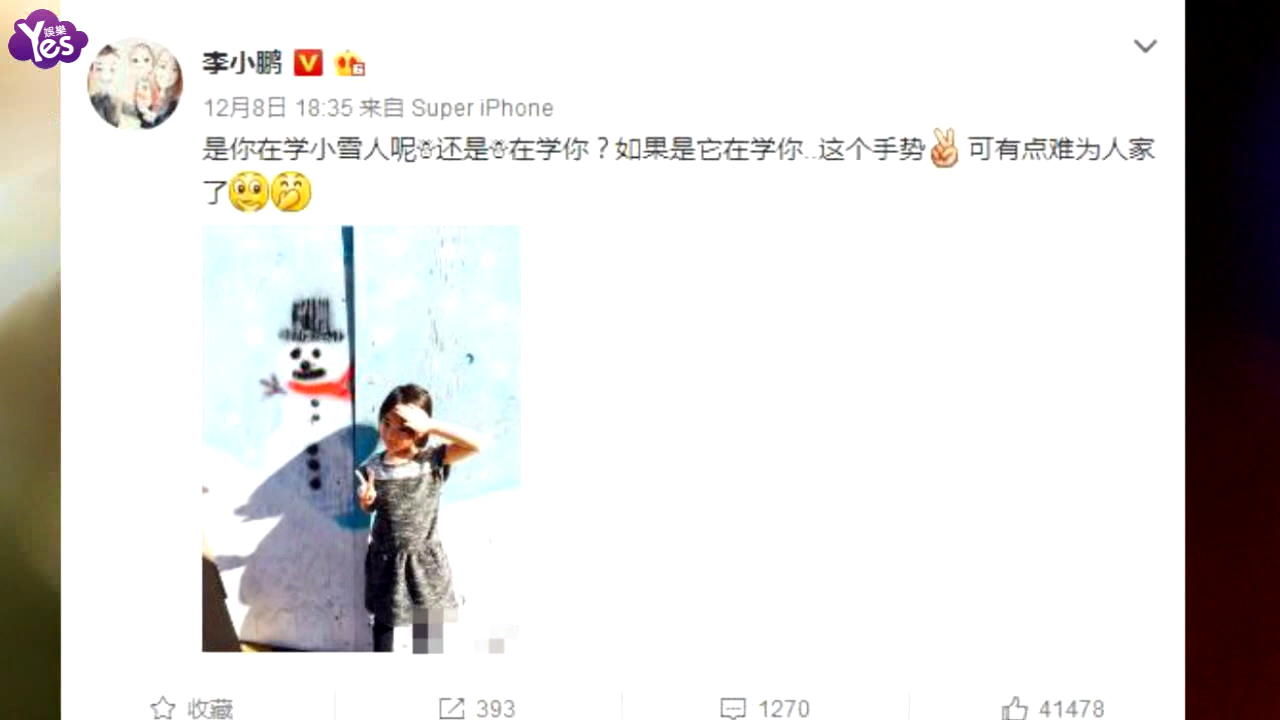 Yes 娱樂
李小鹏 V
12月8日 18:35 来自 Super iPhone
是你在学小雪人呢☃还是☃在学你？如果是它在学你..这个手势✌ 可有点难为人家
了
收藏 393 1270 41478